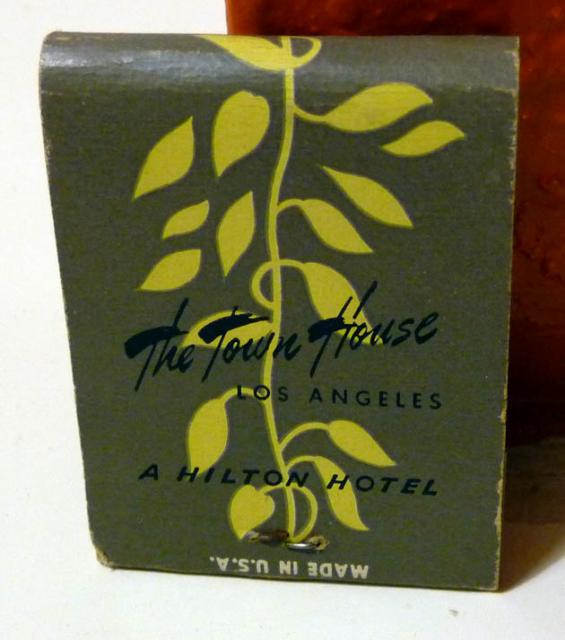 The Town House
LOS ANGELES
A HILTON HOTEL
MADE IN U.S.A.